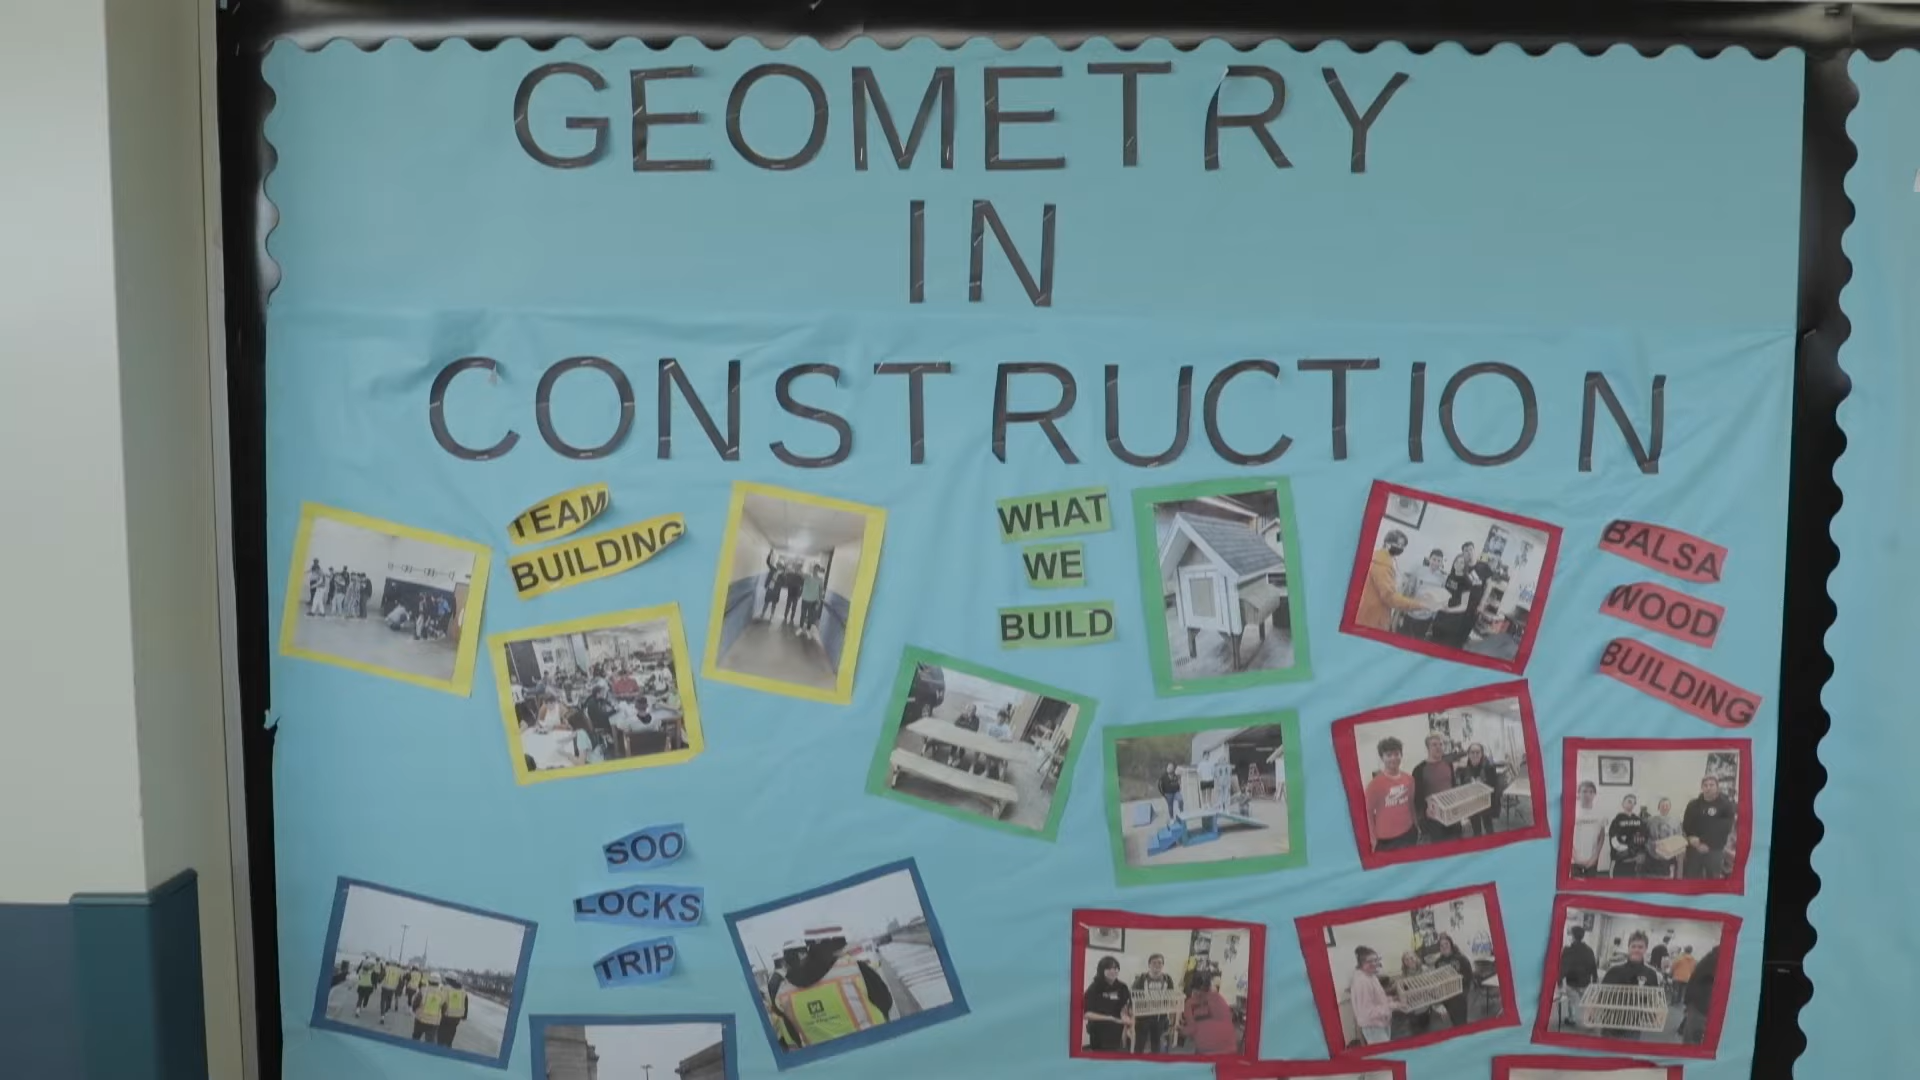 GEOMETRY
IN
CONSTRUCTION
TEAM
BUILDING
WHAT
WE
BUILD
BALSA
WOOD
BUILDING
SOO
LOCKS
TRIP